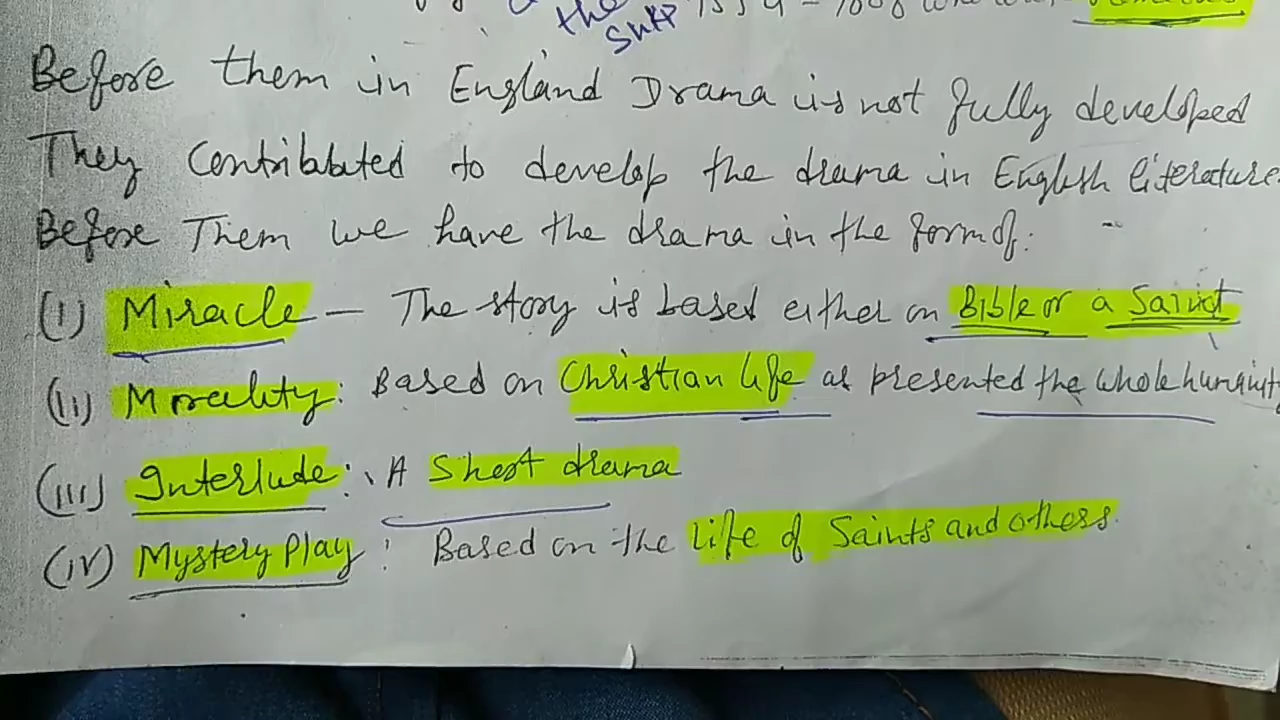 the 1554-
SMAP
Before them in England Drama is not fully developed
They Contributed to develop the drama in English literature.
Before Them we have the drama in the form of:
(I) Miracle - The story is based either on Bible or a Saint
(II) Morality: Based on Christian life as presented the whole humanity
(III) Interlude: A Short drama
(IV) Mystery Play: Based on the life of Saints and others.